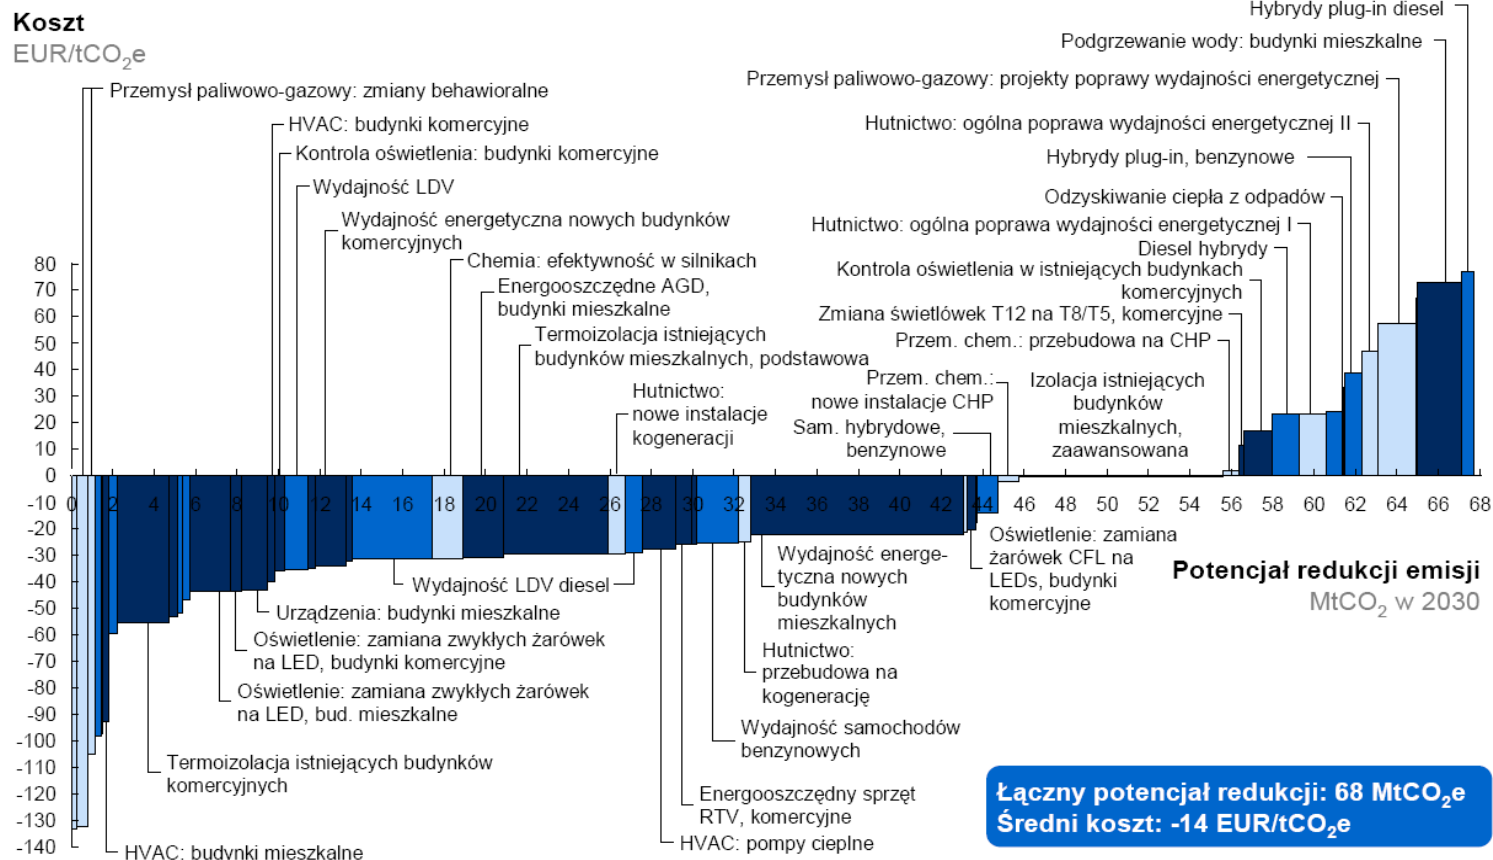 Koszt
EUR/tCO₂e
Hybrydy plug-in diesel
Podgrzewanie wody: budynki mieszkalne
Przemysł paliwowo-gazowy: projekty poprawy wydajności energetycznej
Przemysł paliwowo-gazowy: zmiany behawioralne
HVAC: budynki komercyjne
Hutnictwo: ogólna poprawa wydajności energetycznej II
Kontrola oświetlenia: budynki komercyjne
Hybrydy plug-in, benzynowe
Wydajność LDV
Odzyskiwanie ciepła z odpadów
Wydajność energetyczna nowych budynków
komercyjnych
Hutnictwo: ogólna poprawa wydajności energetycznej I
Diesel hybrydy
Chemia: efektywność w silnikach
Kontrola oświetlenia w istniejących budynkach
komercyjnych
Energooszczędne AGD,
budynki mieszkalne
Zmiana świetlówek T12 na T8/T5, komercyjne
Termoizolacja istniejących
budynków mieszkalnych, podstawowa
Przem. chem.: przebudowa na CHP
Przem. chem.:
nowe instalacje CHP
Izolacja istniejących
budynków
mieszkalnych,
zaawansowana
Hutnictwo:
nowe instalacje
kogeneracji
Sam. hybrydowe,
benzynowe
80
70
60
50
40
30
20
10
0
-10
-20
-30
-40
-50
-60
-70
-80
-90
-100
-110
-120
-130
-140
0 2 4 6 8 10 12 14 16 18 20 22 24 26 28 30 32 34 36 38 40 42 44 46 48 50 52 54 56 58 60 62 64 66 68
Potencjał redukcji emisji
MtCO₂ w 2030
Oświetlenie: zamiana
żarówek CFL na
LEDs, budynki
komercyjne
Wydajność energe-
tyczna nowych
budynków
mieszkalnych
Wydajność LDV diesel
Urządzenia: budynki mieszkalne
Oświetlenie: zamiana zwykłych żarówek
na LED, budynki komercyjne
Hutnictwo:
przebudowa na
kogenerację
Oświetlenie: zamiana zwykłych żarówek
na LED, bud. mieszkalne
Wydajność samochodów
benzynowych
Termoizolacja istniejących budynków
komercyjnych
Energooszczędny sprzęt
RTV, komercyjne
HVAC: pompy cieplne
HVAC: budynki mieszkalne
Łączny potencjał redukcji: 68 MtCO₂e
Średni koszt: -14 EUR/tCO₂e